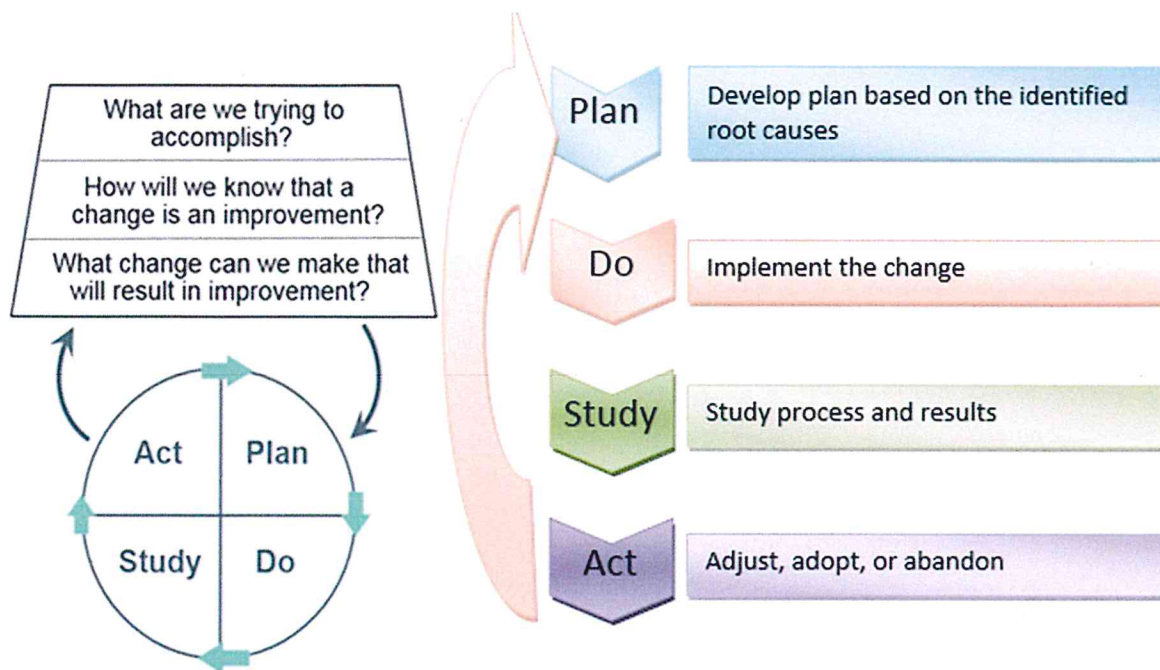 What are we trying to
accomplish?
How will we know that a
change is an improvement?
What change can we make that
will result in improvement?
Act
Plan
Study
Do
Plan
Develop plan based on the identified
root causes
Do
Implement the change
Study
Study process and results
Act
Adjust, adopt, or abandon